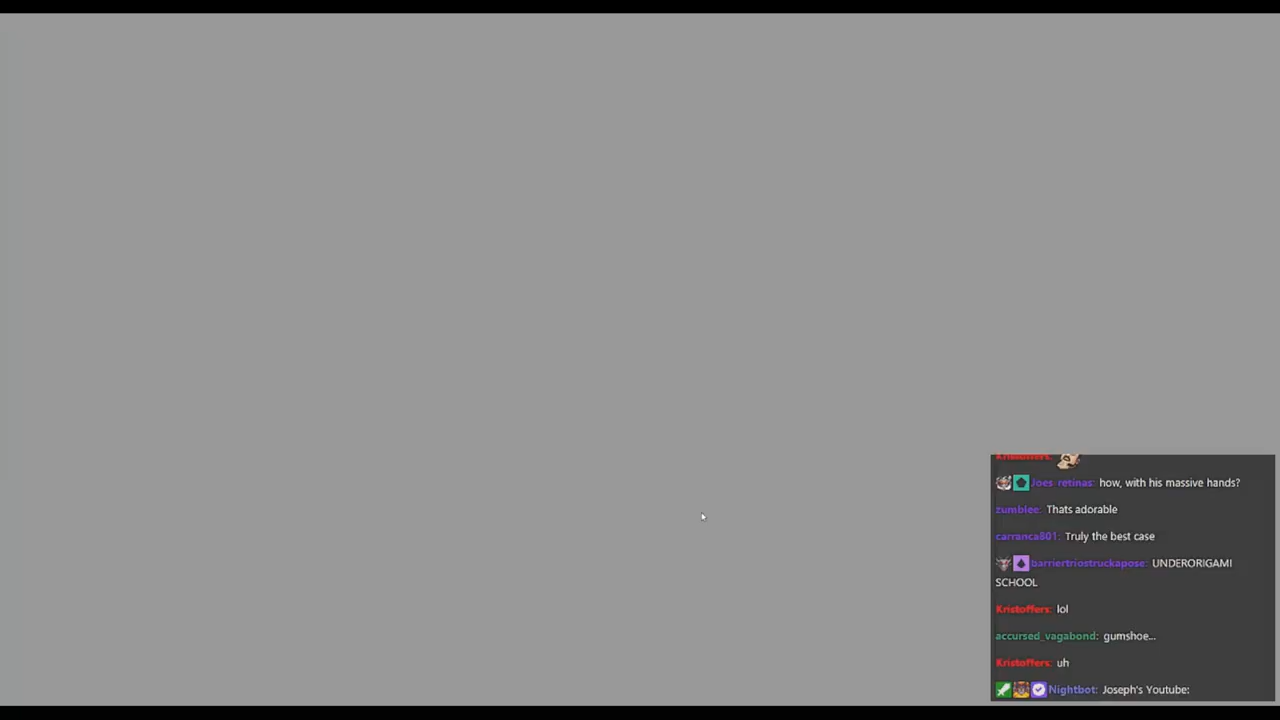 Kristoffers:
Joes-retinas: how, with his massive hands?
zumblee: Thats adorable
carranca801: Truly the best case
barriertriostruckapose: UNDERORIGAMI
SCHOOL
Kristoffers: lol
accursed_vagabond: gumshoe...
Kristoffers: uh
Nightbot: Joseph's Youtube: